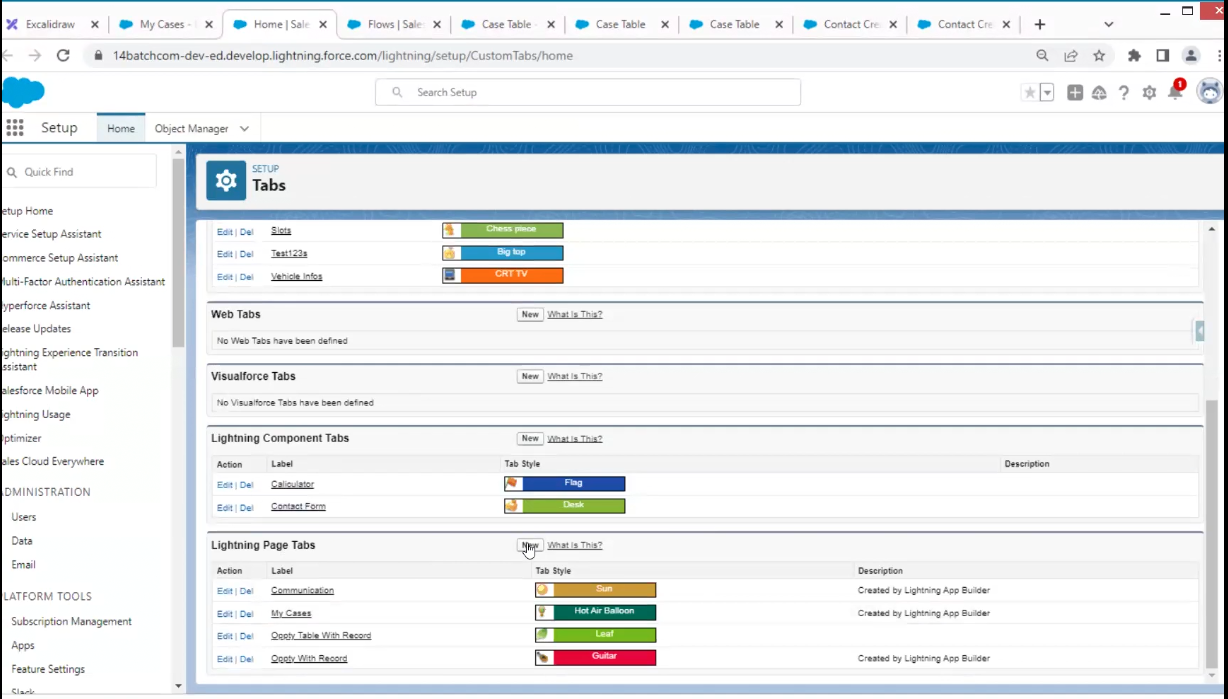 Excalidraw
My Cases -
Home | Sale
Flows | Sale
Case Table -
Case Table
Case Table
Contact Cre
Contact Cre
14batchcom-dev-ed.develop.lightning.force.com/lightning/setup/CustomTabs/home
Search Setup
1
Setup
Home
Object Manager
Quick Find
etup Home
ervice Setup Assistant
ommerce Setup Assistant
Multi-Factor Authentication Assistant
yperforce Assistant
elease Updates
ightning Experience Transition
ssistant
alesforce Mobile App
ightning Usage
ptimizer
ales Cloud Everywhere
ADMINISTRATION
Users
Data
Email
PLATFORM TOOLS
Subscription Management
Apps
Feature Settings
Slack
SETUP
Tabs
Edit | Del Slots Chess piece
Edit | Del Test123s Big top
Edit | Del Vehicle Infos CRT TV
Web Tabs New What Is This?
No Web Tabs have been defined
Visualforce Tabs New What Is This?
No Visualforce Tabs have been defined
Lightning Component Tabs New What Is This?
Action Label Tab Style Description
Edit | Del Caliculator Flag
Edit | Del Contact Form Desk
Lightning Page Tabs New What Is This?
Action Label Tab Style Description
Edit | Del Communication Sun Created by Lightning App Builder
Edit | Del My Cases Hot Air Balloon Created by Lightning App Builder
Edit | Del Oppty Table With Record Leaf
Edit | Del Oppty With Record Guitar Created by Lightning App Builder